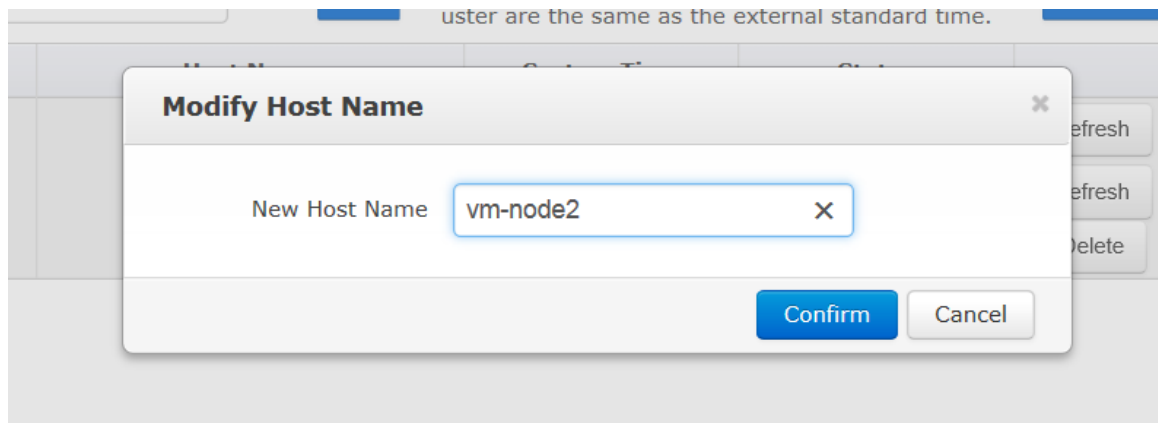 uster are the same as the external standard time.
Modify Host Name
efresh
New Host Name vm-node2
efresh
Delete
Confirm Cancel